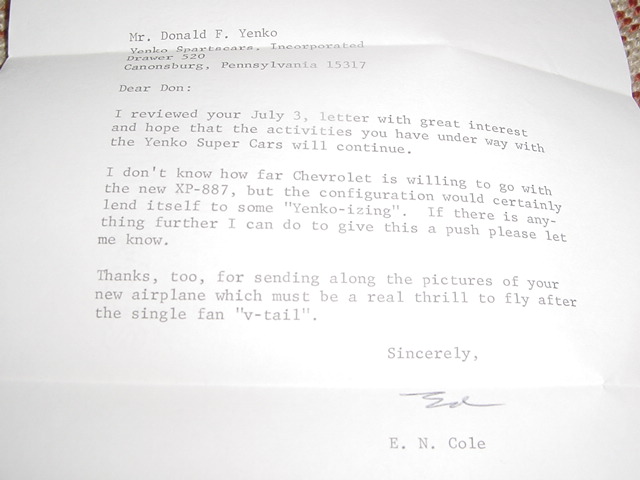 Mr. Donald F. Yenko
Yenko Sportscars, Incorporated
Drawer 520
Canonsburg, Pennsylvania 15317
Dear Don:
I reviewed your July 3, letter with great interest
and hope that the activities you have under way with
the Yenko Super Cars will continue.
I don't know how far Chevrolet is willing to go with
the new XP-887, but the configuration would certainly
lend itself to some "Yenko-izing". If there is any-
thing further I can do to give this a push please let
me know.
Thanks, too, for sending along the pictures of your
new airplane which must be a real thrill to fly after
the single fan "v-tail".
Sincerely,
Ed
E. N. Cole